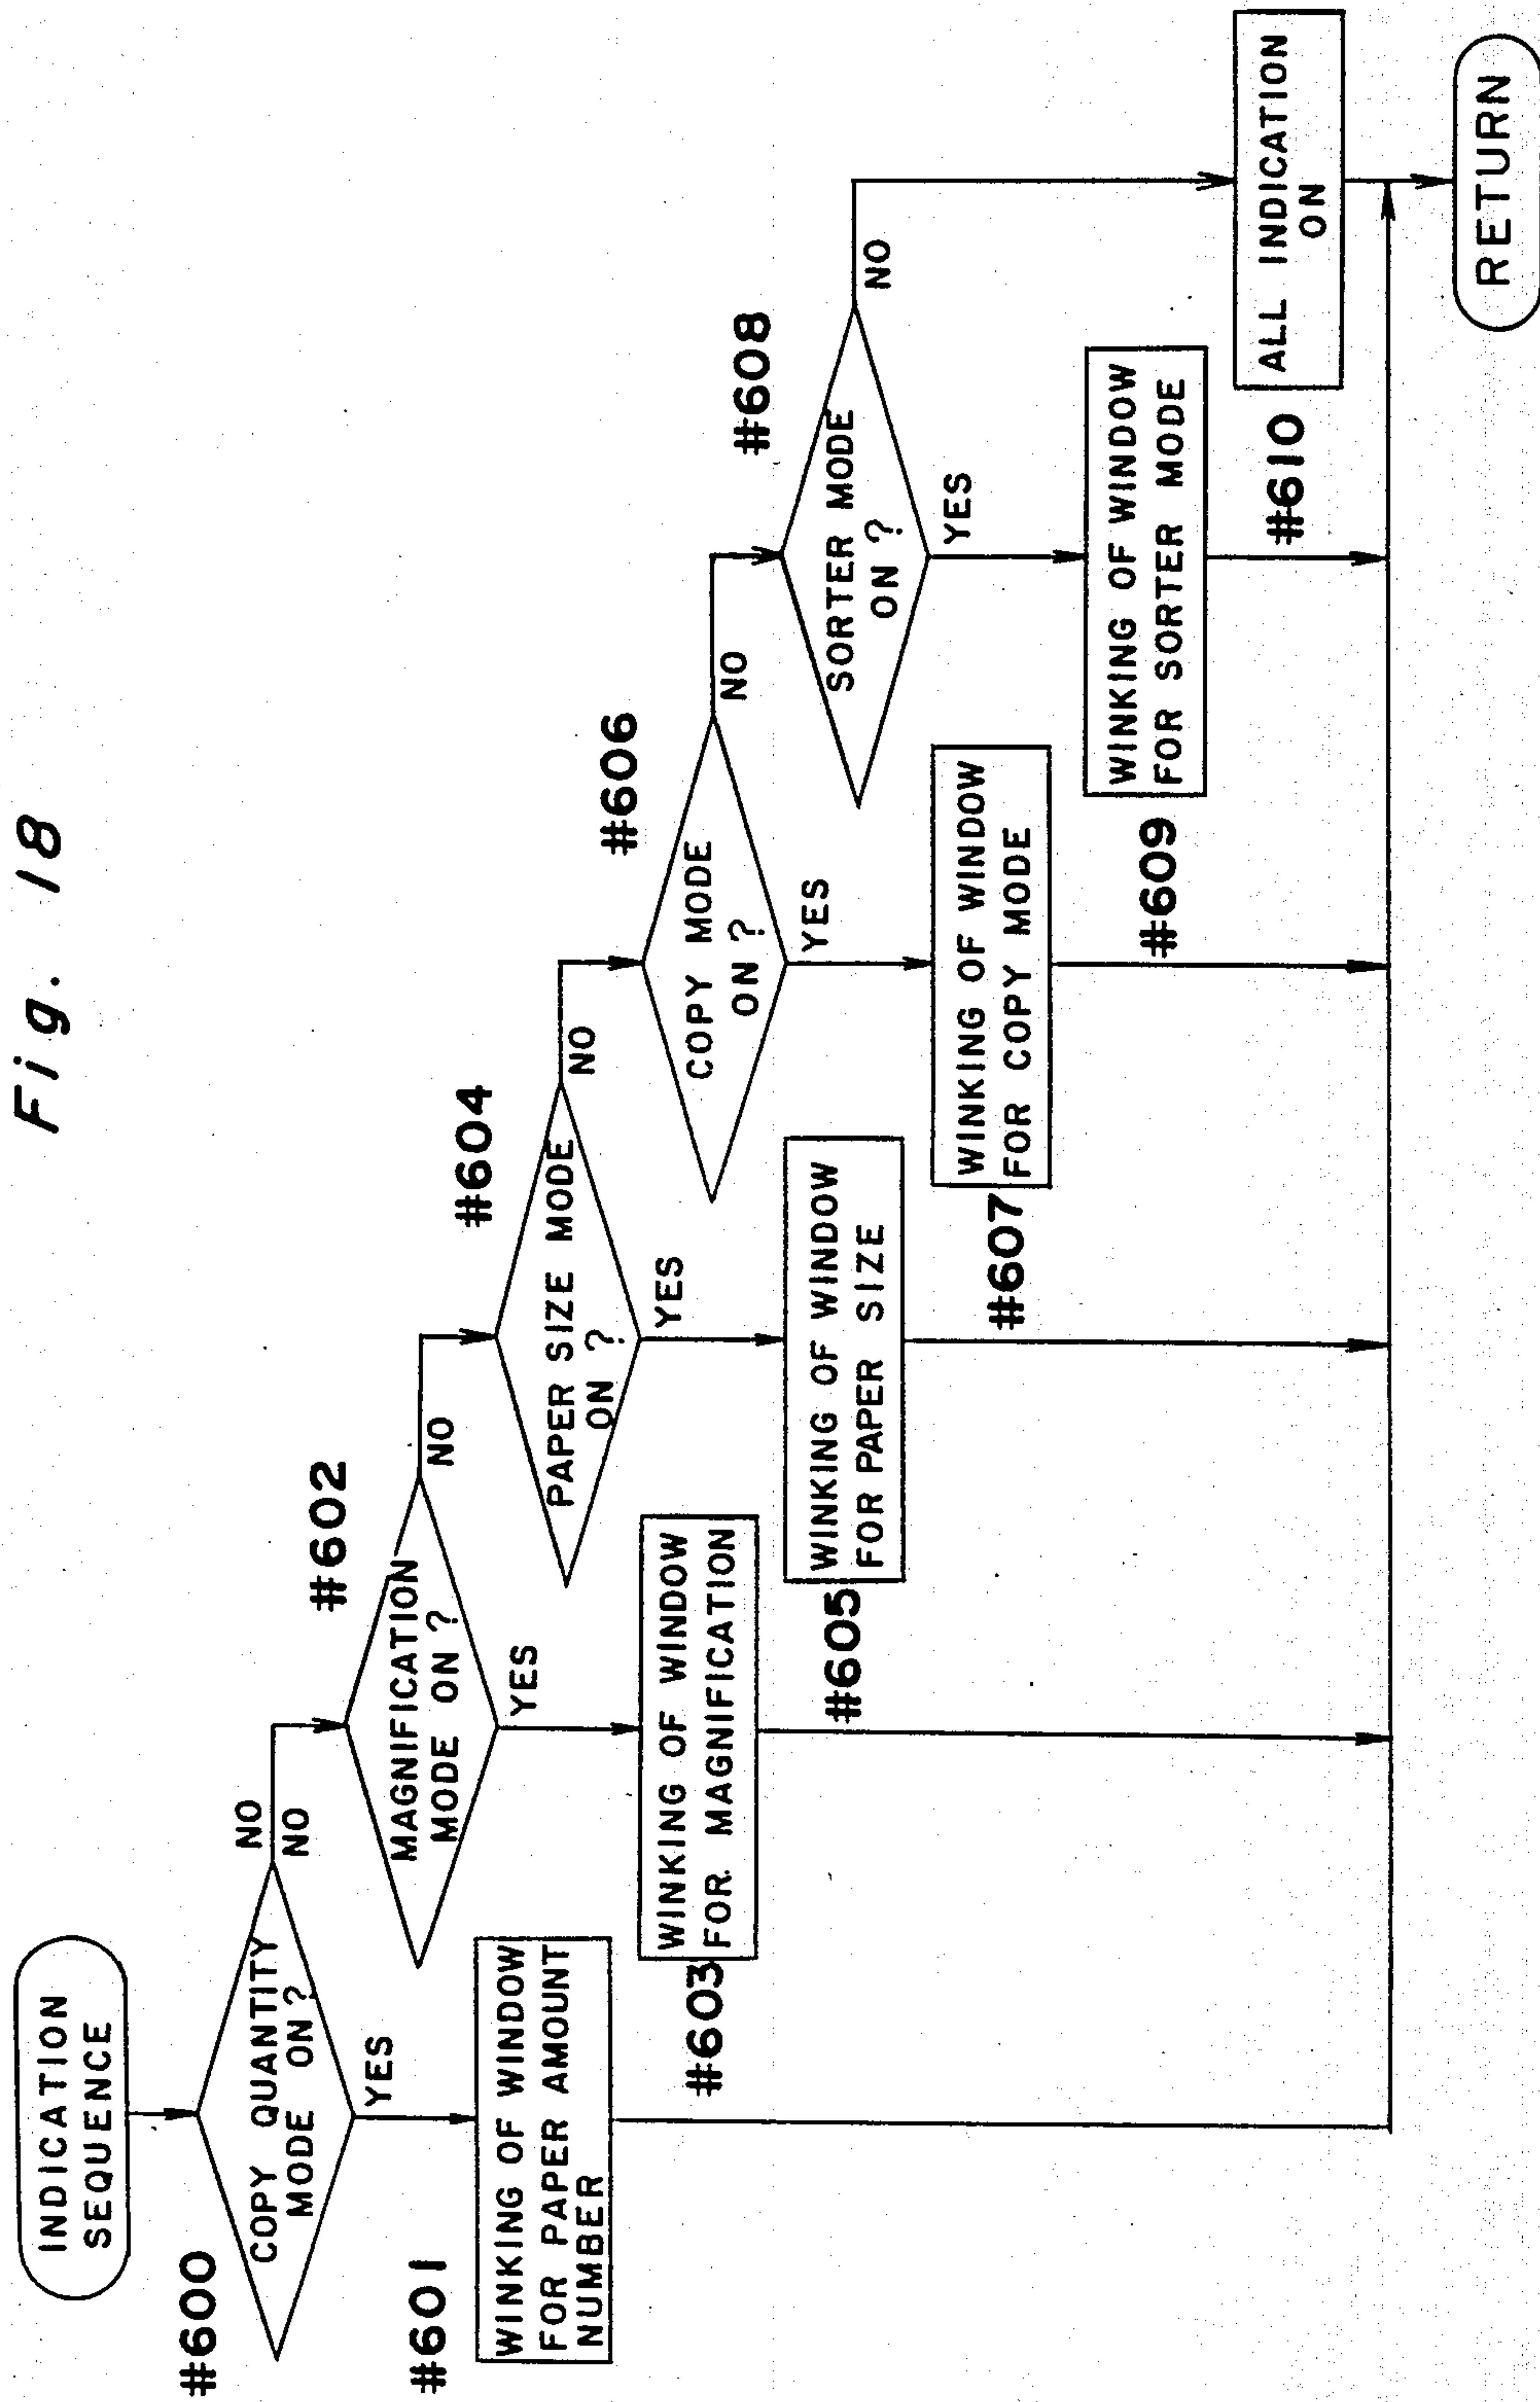 Fig. 18
INDICATION
SEQUENCE
#600
COPY QUANTITY
MODE ON ?
NO
NO
YES
#601
WINKING OF WINDOW
FOR PAPER AMOUNT
NUMBER
#602
MAGNIFICATION
MODE ON ?
NO
YES
#603
WINKING OF WINDOW
FOR MAGNIFICATION
#604
PAPER SIZE MODE
ON ?
NO
YES
#605
WINKING OF WINDOW
FOR PAPER SIZE
#606
COPY MODE
ON ?
NO
YES
#607
WINKING OF WINDOW
FOR COPY MODE
#608
SORTER MODE
ON ?
NO
YES
#609
WINKING OF WINDOW
FOR SORTER MODE
#610
ALL INDICATION
ON
RETURN